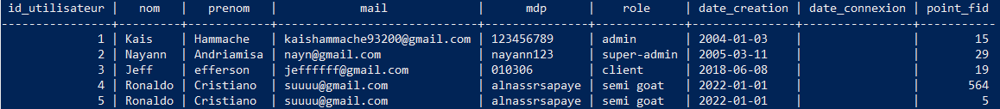 id_utilisateur | nom | prenom | mail | mdp | role | date_creation | date_connexion | point_fid
1 | Kais | Hammache | kaishammache93200@gmail.com | 123456789 | admin | 2004-01-03 | | 15
2 | Nayann | Andriamisa | nayn@gmail.com | nayann123 | super-admin | 2005-03-11 | | 29
3 | Jeff | efferson | jeffffff@gmail.com | 010306 | client | 2018-06-08 | | 19
4 | Ronaldo | Cristiano | suuuu@gmail.com | alnassrsapaye | semi goat | 2022-01-01 | | 564
5 | Ronaldo | Cristiano | suuuu@gmail.com | alnassrsapaye | semi goat | 2022-01-01 | | 5